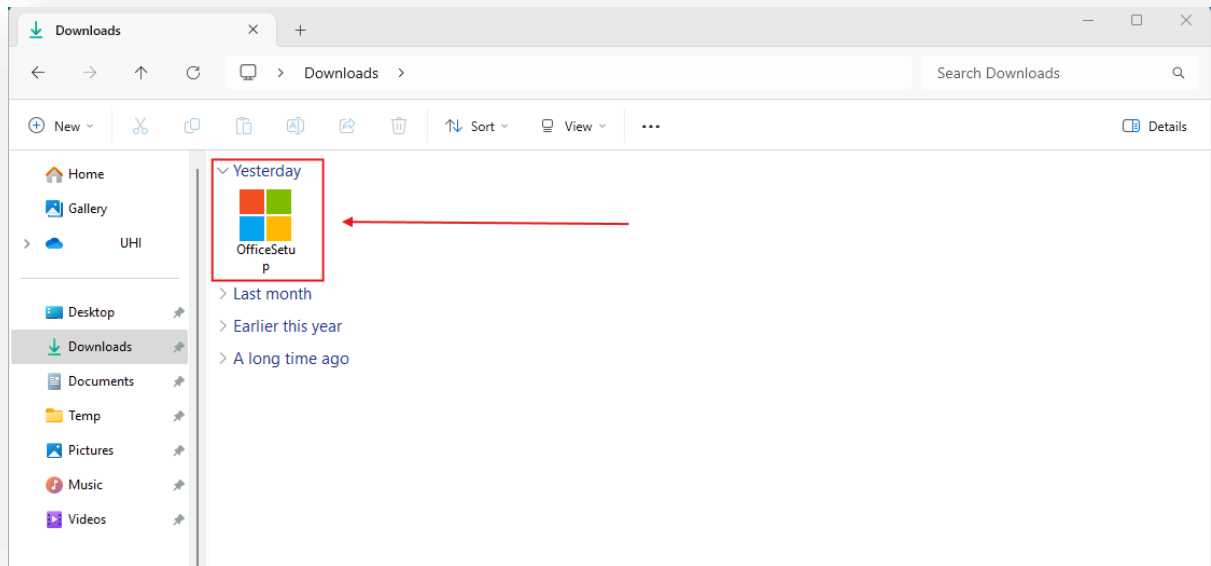 Downloads
Downloads
Search Downloads
New
Sort
View
Details
Home
Gallery
UHI
Desktop
Downloads
Documents
Temp
Pictures
Music
Videos
Yesterday
OfficeSetu
p
Last month
Earlier this year
A long time ago